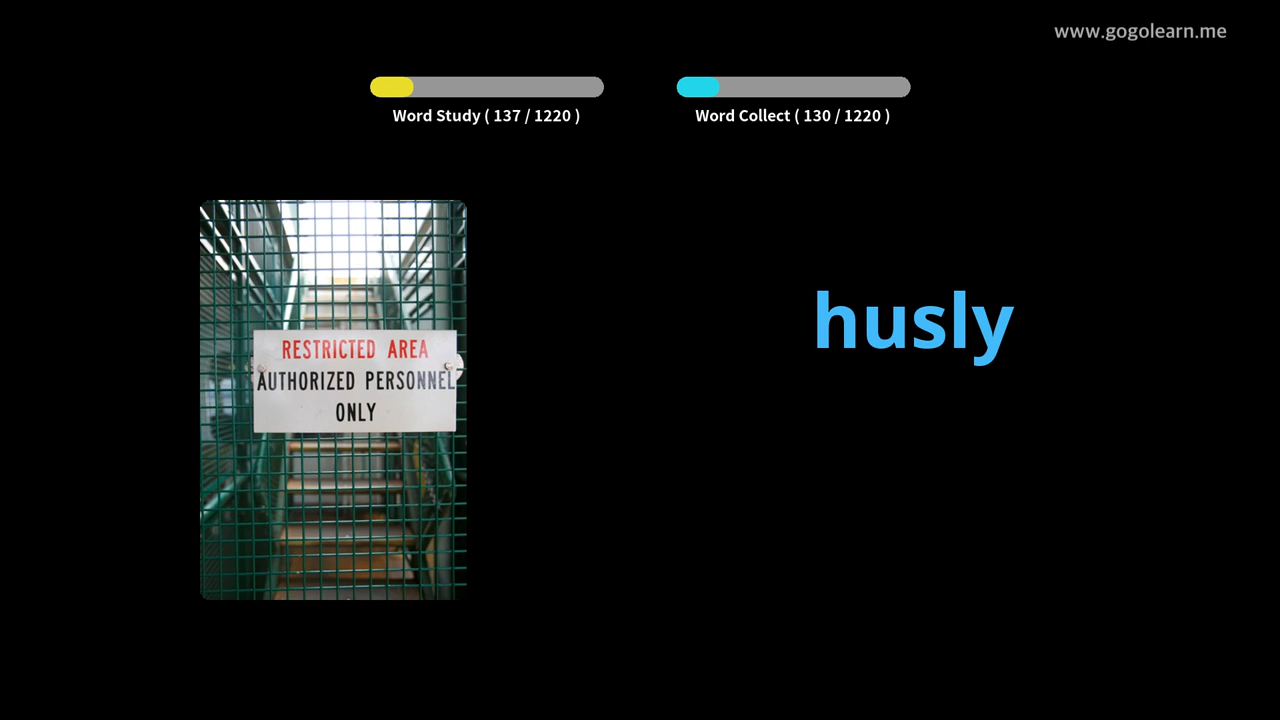 www.gogolearn.me
Word Study ( 137 / 1220 )
Word Collect ( 130 / 1220 )
RESTRICTED AREA
AUTHORIZED PERSONNEL
ONLY
husly